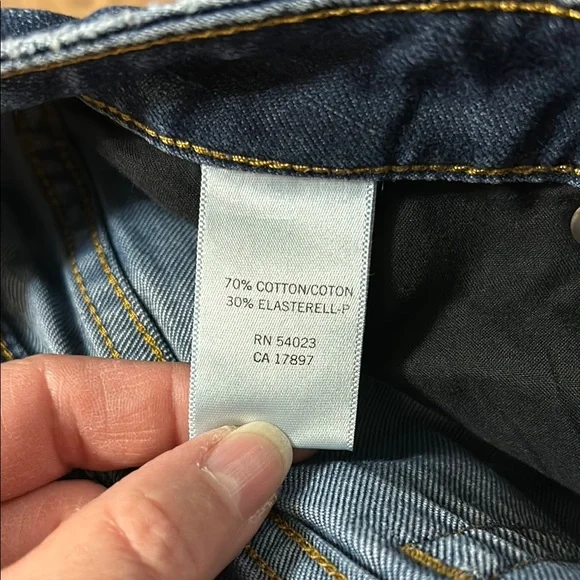 70% COTTON/COTON
30% ELASTERELL-P
RN 54023
CA 17897